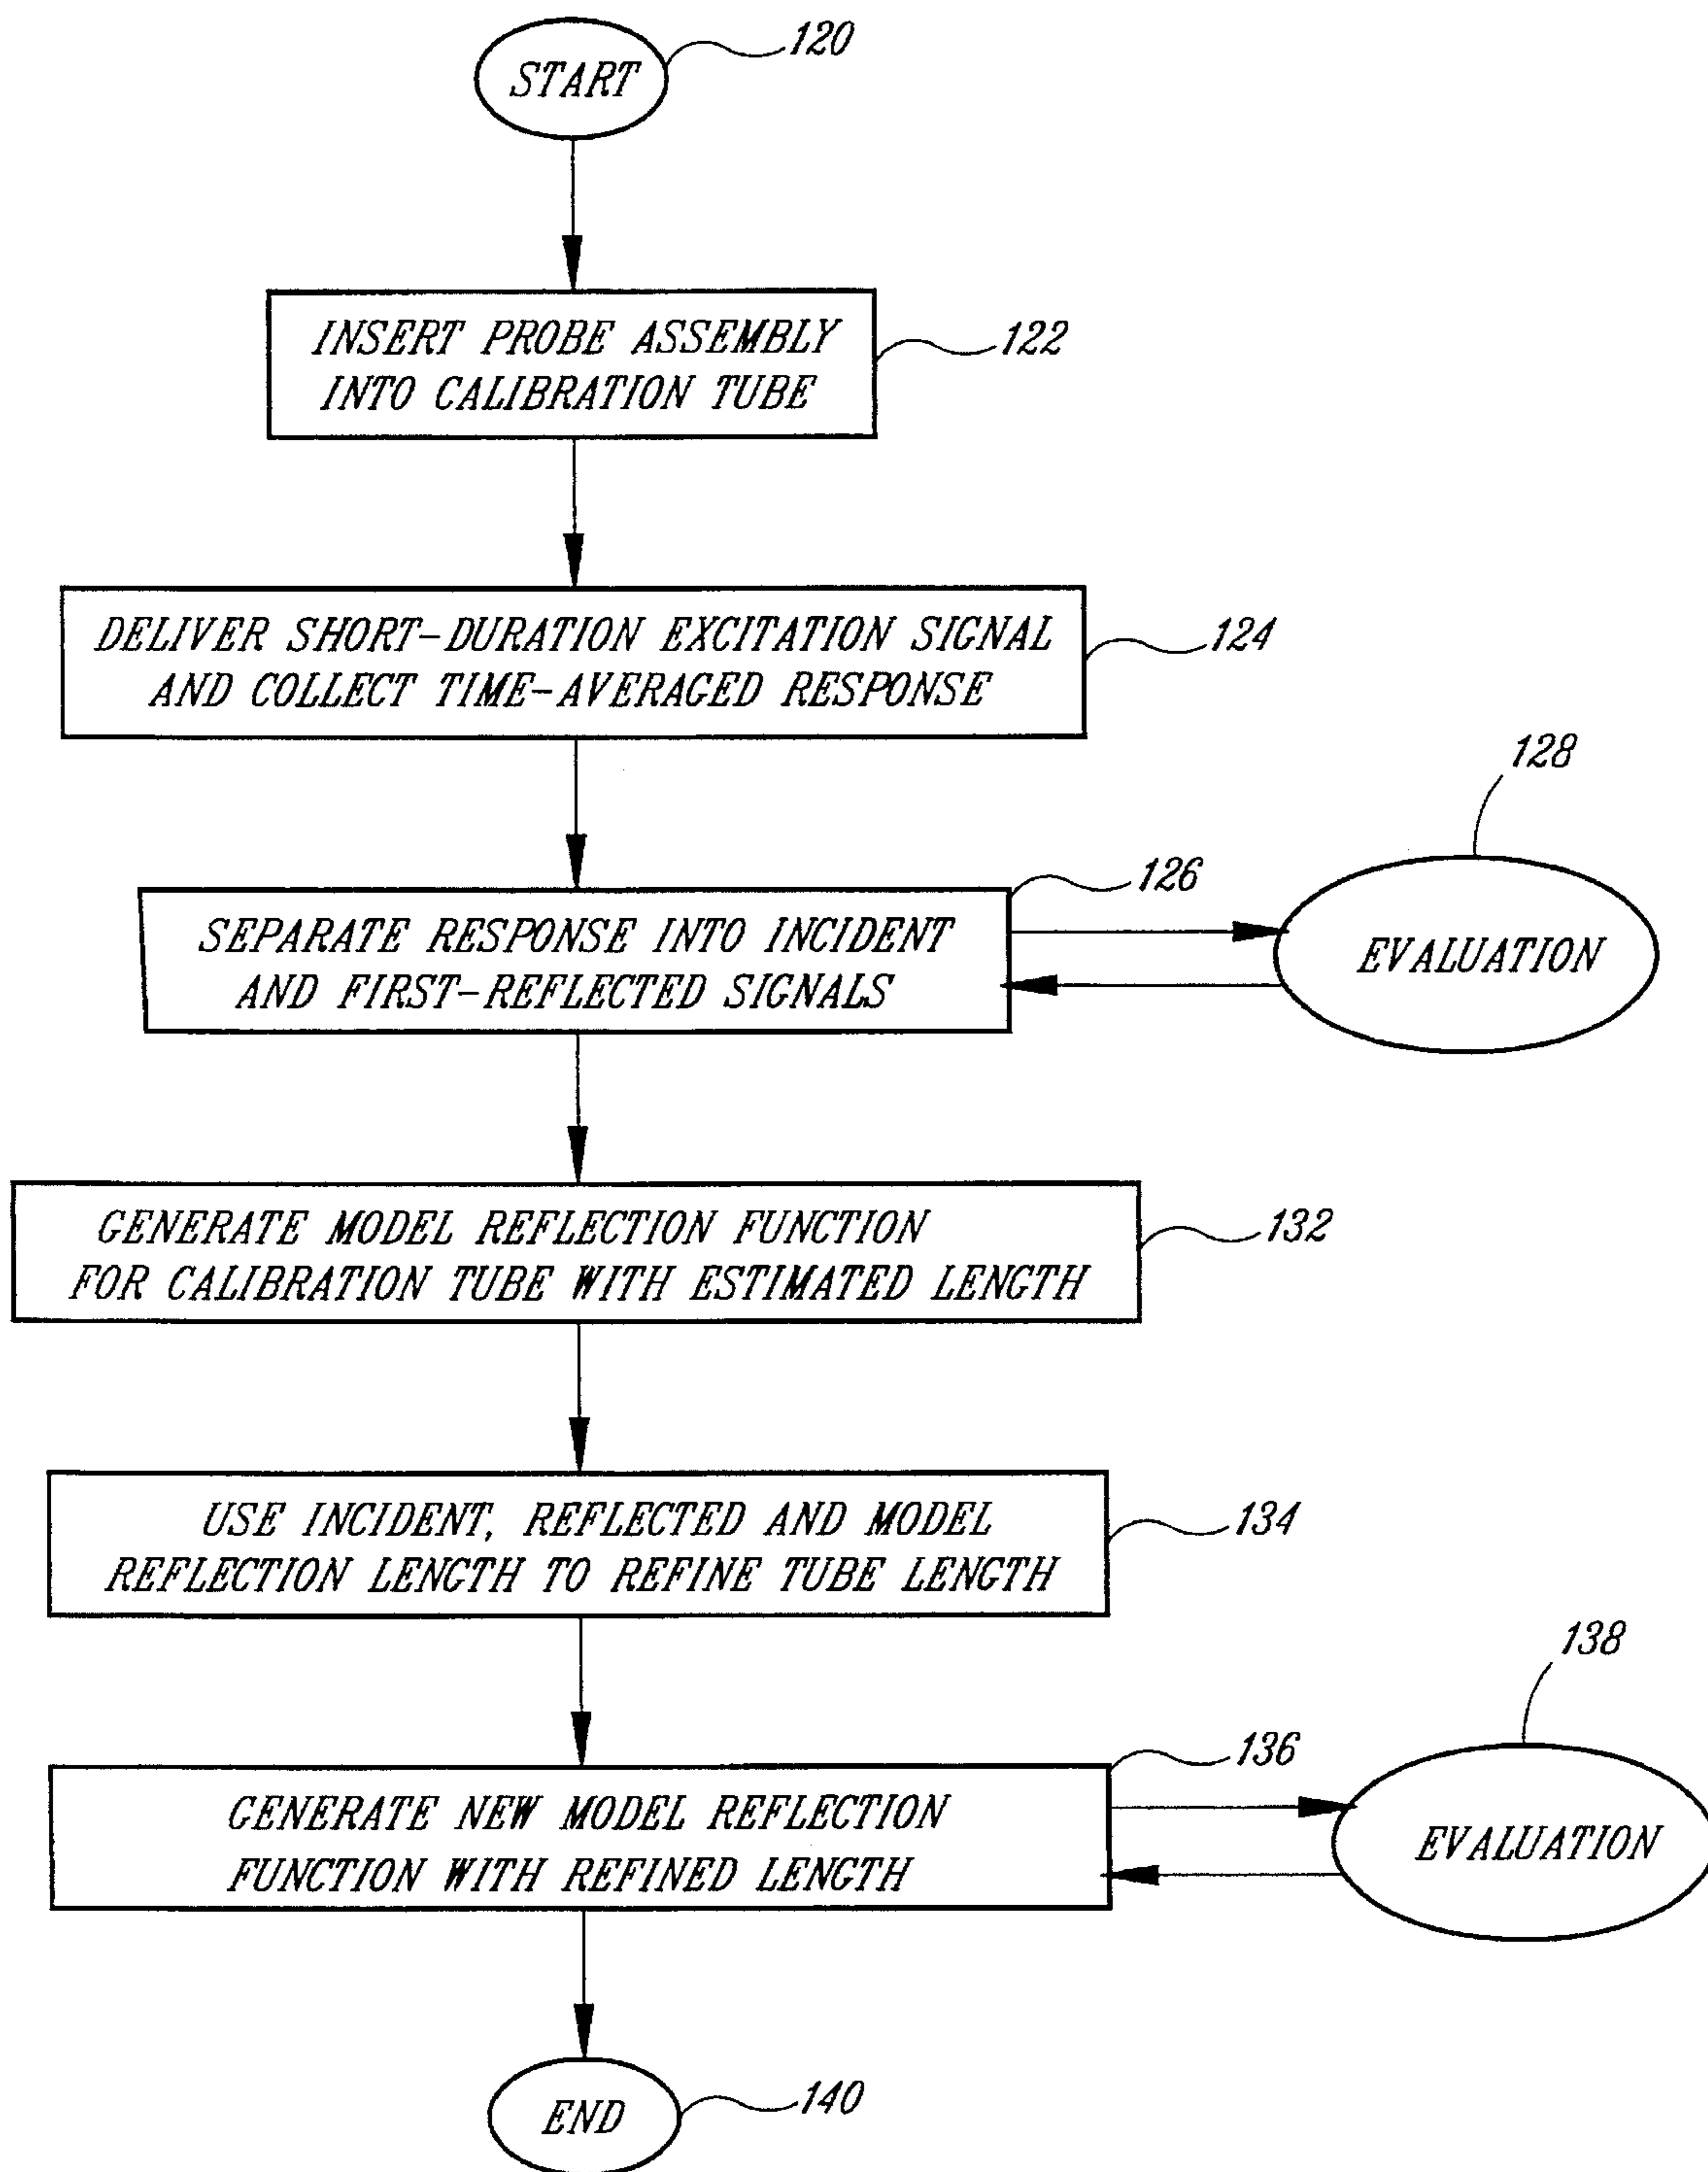 START
120
INSERT PROBE ASSEMBLY
INTO CALIBRATION TUBE
122
DELIVER SHORT-DURATION EXCITATION SIGNAL
AND COLLECT TIME-AVERAGED RESPONSE
124
SEPARATE RESPONSE INTO INCIDENT
AND FIRST-REFLECTED SIGNALS
126
128
EVALUATION
GENERATE MODEL REFLECTION FUNCTION
FOR CALIBRATION TUBE WITH ESTIMATED LENGTH
132
USE INCIDENT, REFLECTED AND MODEL
REFLECTION LENGTH TO REFINE TUBE LENGTH
134
GENERATE NEW MODEL REFLECTION
FUNCTION WITH REFINED LENGTH
136
138
EVALUATION
END
140